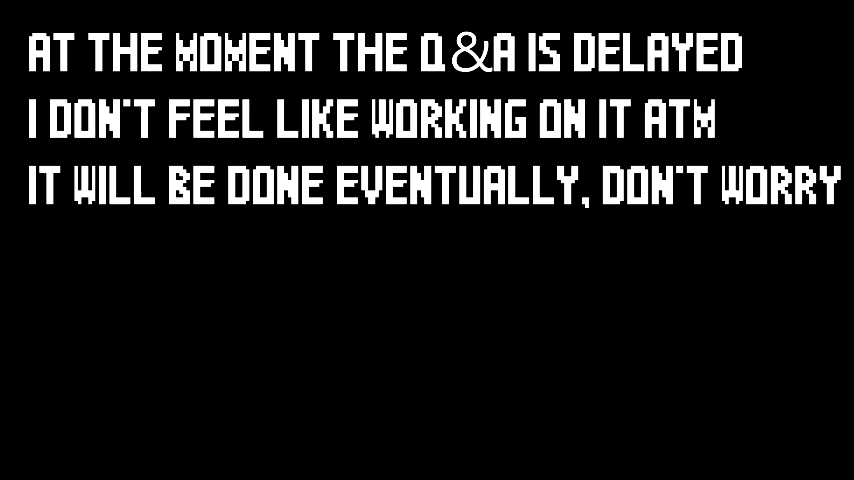 AT THE MOMENT THE Q&A IS DELAYED
I DON'T FEEL LIKE WORKING ON IT ATM
IT WILL BE DONE EVENTUALLY, DON'T WORRY